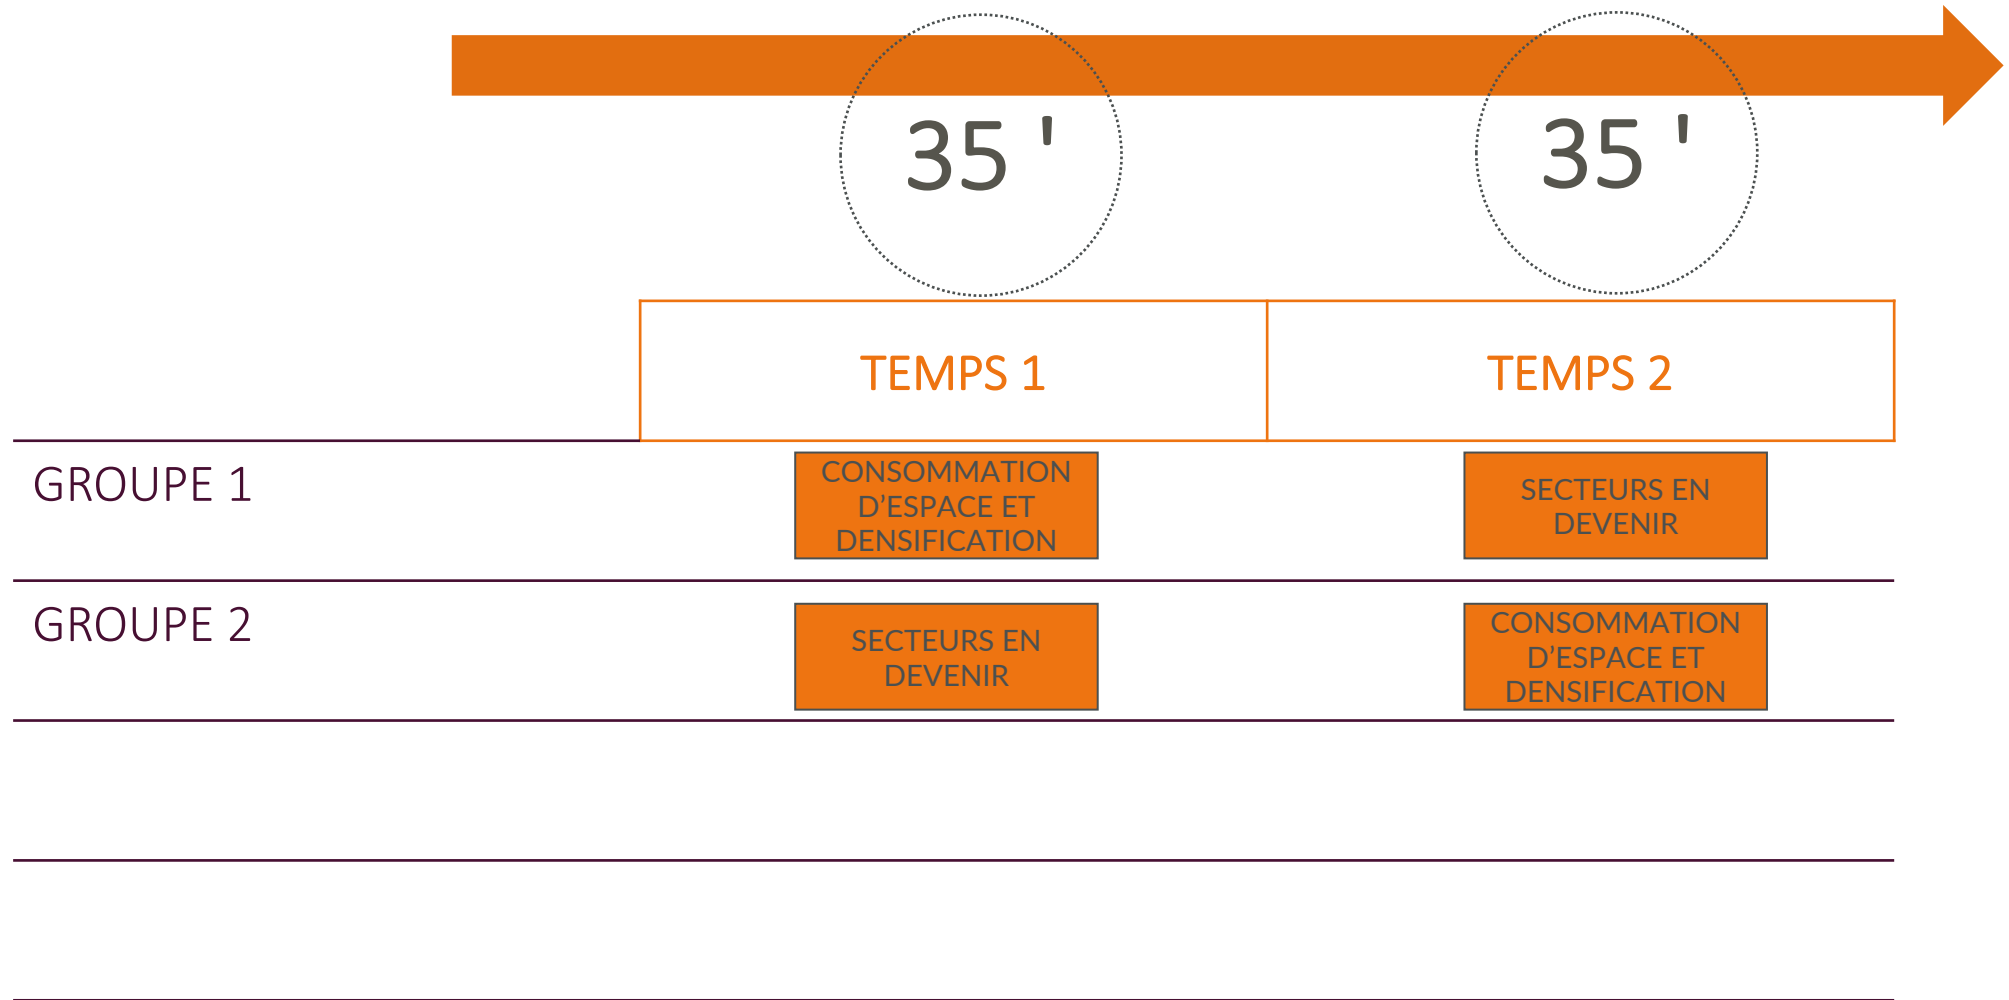 35 '
35 '
TEMPS 1
TEMPS 2
GROUPE 1
CONSOMMATION
D’ESPACE ET
DENSIFICATION
SECTEURS EN
DEVENIR
GROUPE 2
SECTEURS EN
DEVENIR
CONSOMMATION
D’ESPACE ET
DENSIFICATION